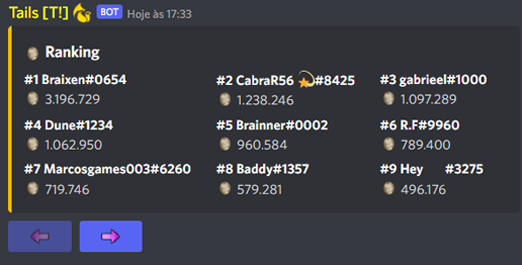 Tails [T!] BOT Hoje às 17:33
Ranking
#1 Braixen#0654 #2 CabraR56 #8425 #3 gabrieel#1000
3.196.729 1.238.246 1.097.289
#4 Dune#1234 #5 Brainner#0002 #6 R.F#9960
1.062.950 960.584 789.400
#7 Marcosgames003#6260 #8 Baddy#1357 #9 Hey #3275
719.746 579.281 496.176